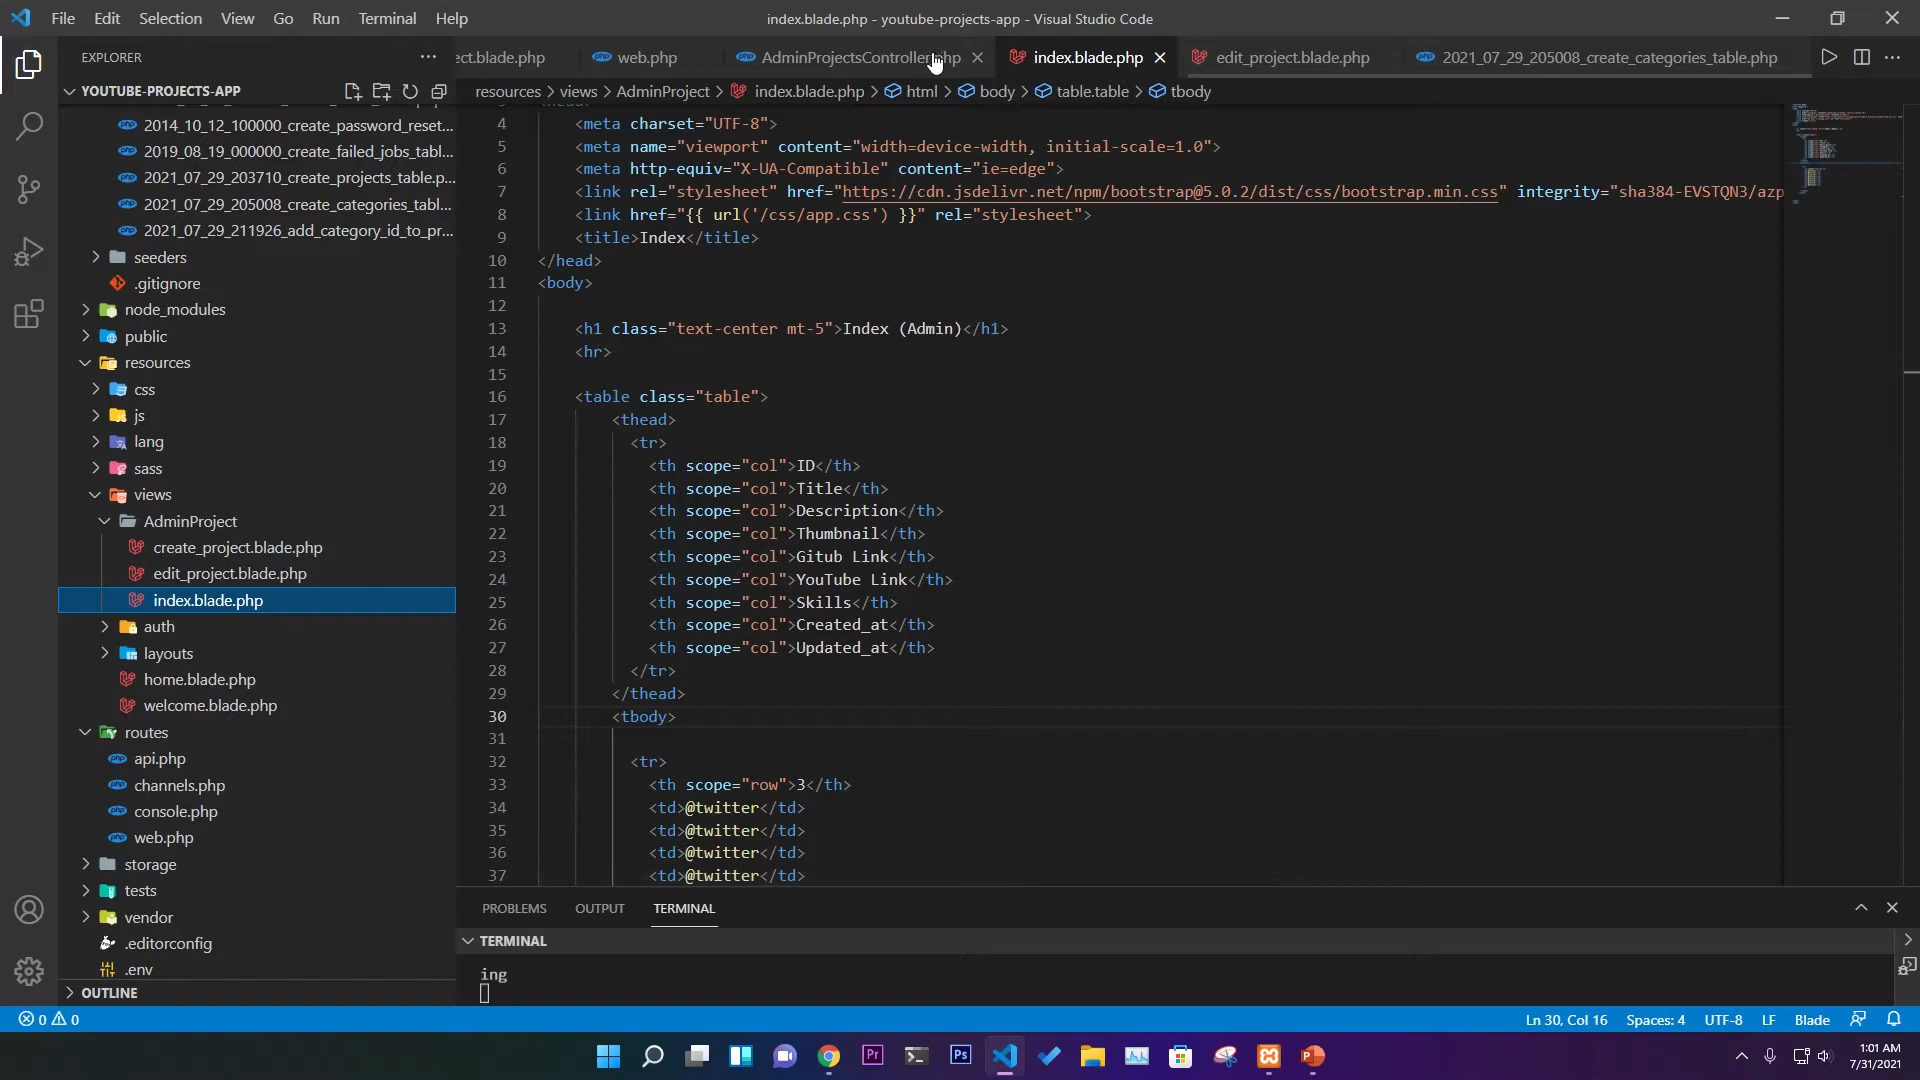 File Edit Selection View Go Run Terminal Help
index.blade.php - youtube-projects-app - Visual Studio Code
EXPLORER
ect.blade.php
web.php
AdminProjectsController.php
index.blade.php
edit_project.blade.php
2021_07_29_205008_create_categories_table.php
YOUTUBE-PROJECTS-APP
resources > views > AdminProject > index.blade.php > html > body > table.table > tbody
2014_10_12_100000_create_password_reset...
2019_08_19_000000_create_failed_jobs_tabl...
2021_07_29_203710_create_projects_table.p...
2021_07_29_205008_create_categories_tabl...
2021_07_29_211926_add_category_id_to_pr...
seeders
.gitignore
node_modules
public
resources
css
js
lang
sass
views
AdminProject
create_project.blade.php
edit_project.blade.php
index.blade.php
auth
layouts
home.blade.php
welcome.blade.php
routes
api.php
channels.php
console.php
web.php
storage
tests
vendor
.editorconfig
.env
OUTLINE
4 <meta charset="UTF-8">
5 <meta name="viewport" content="width=device-width, initial-scale=1.0">
6 <meta http-equiv="X-UA-Compatible" content="ie=edge">
7 <link rel="stylesheet" href="https://cdn.jsdelivr.net/npm/bootstrap@5.0.2/dist/css/bootstrap.min.css" integrity="sha384-EVSTQN3/azp
8 <link href="{{ url('/css/app.css') }}" rel="stylesheet">
9 <title>Index</title>
10 </head>
11 <body>
12
13 <h1 class="text-center mt-5">Index (Admin)</h1>
14 <hr>
15
16 <table class="table">
17 <thead>
18 <tr>
19 <th scope="col">ID</th>
20 <th scope="col">Title</th>
21 <th scope="col">Description</th>
22 <th scope="col">Thumbnail</th>
23 <th scope="col">Gitub Link</th>
24 <th scope="col">YouTube Link</th>
25 <th scope="col">Skills</th>
26 <th scope="col">Created_at</th>
27 <th scope="col">Updated_at</th>
28 </tr>
29 </thead>
30 <tbody>
31
32 <tr>
33 <th scope="row">3</th>
34 <td>@twitter</td>
35 <td>@twitter</td>
36 <td>@twitter</td>
37 <td>@twitter</td>
PROBLEMS OUTPUT TERMINAL
TERMINAL
ing
0 0
Ln 30, Col 16 Spaces: 4 UTF-8 LF Blade
Pr
Ps
1:01 AM
7/31/2021